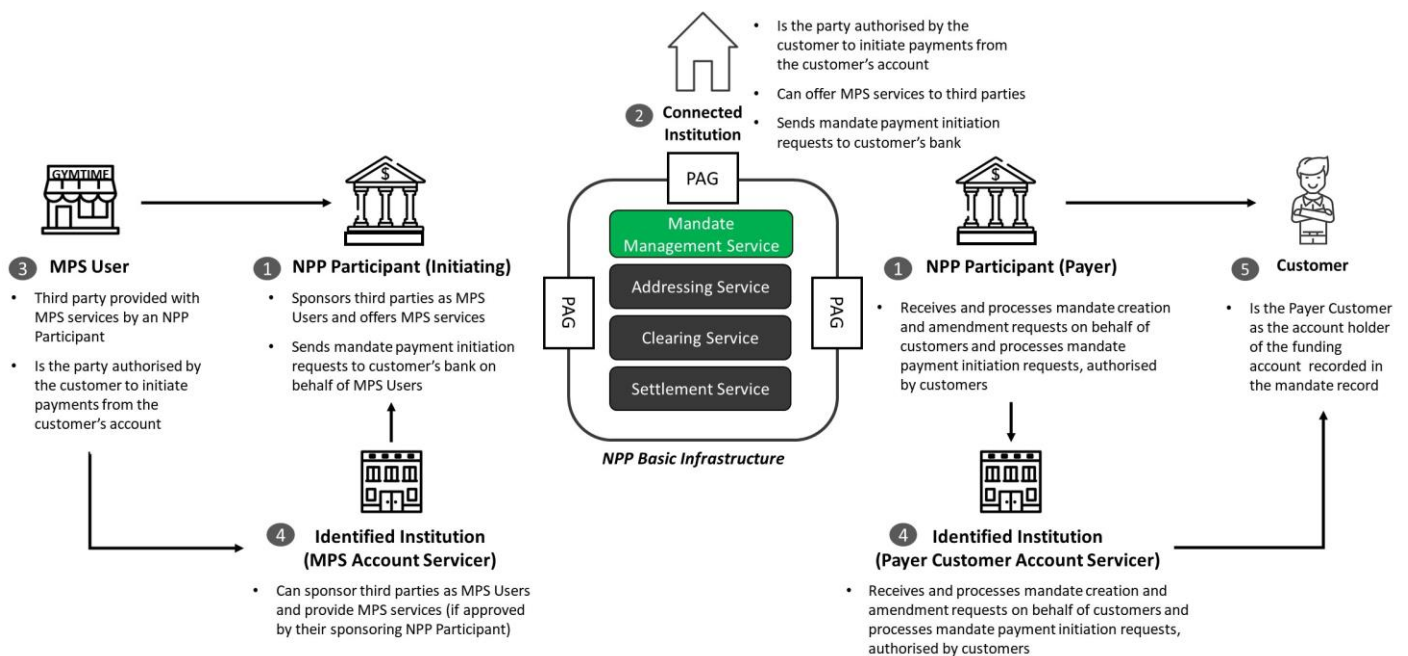 • Is the party authorised by the
customer to initiate payments from
the customer's account
• Can offer MPS services to third parties
• Sends mandate payment initiation
requests to customer's bank
2 Connected
Institution
PAG
Mandate
Management Service
Addressing Service
Clearing Service
Settlement Service
PAG
PAG
NPP Basic Infrastructure
GYMTIME
3 MPS User
• Third party provided with
MPS services by an NPP
Participant
• Is the party authorised by
the customer to initiate
payments from the
customer's account
$
1 NPP Participant (Initiating)
• Sponsors third parties as MPS
Users and offers MPS services
• Sends mandate payment initiation
requests to customer's bank on
behalf of MPS Users
4 Identified Institution
(MPS Account Servicer)
• Can sponsor third parties as MPS Users
and provide MPS services (if approved
by their sponsoring NPP Participant)
$
1 NPP Participant (Payer)
• Receives and processes mandate creation
and amendment requests on behalf of
customers and processes mandate
payment initiation requests, authorised
by customers
5 Customer
• Is the Payer Customer
as the account holder
of the funding
account recorded in
the mandate record
4 Identified Institution
(Payer Customer Account Servicer)
• Receives and processes mandate creation and
amendment requests on behalf of customers and
processes mandate payment initiation requests,
authorised by customers